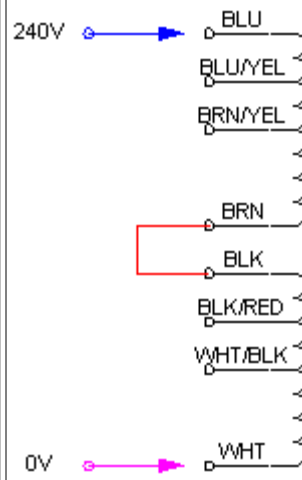 BLU
240V
BLU/YEL
BRN/YEL
BRN
BLK
BLK/RED
WHT/BLK
WHT
0V